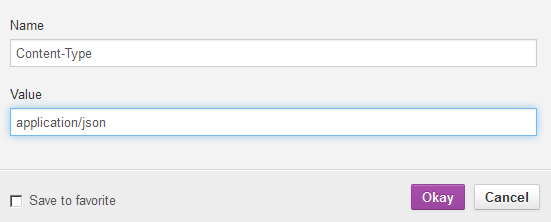 Name
Content-Type
Value
application/json
Save to favorite
Okay
Cancel